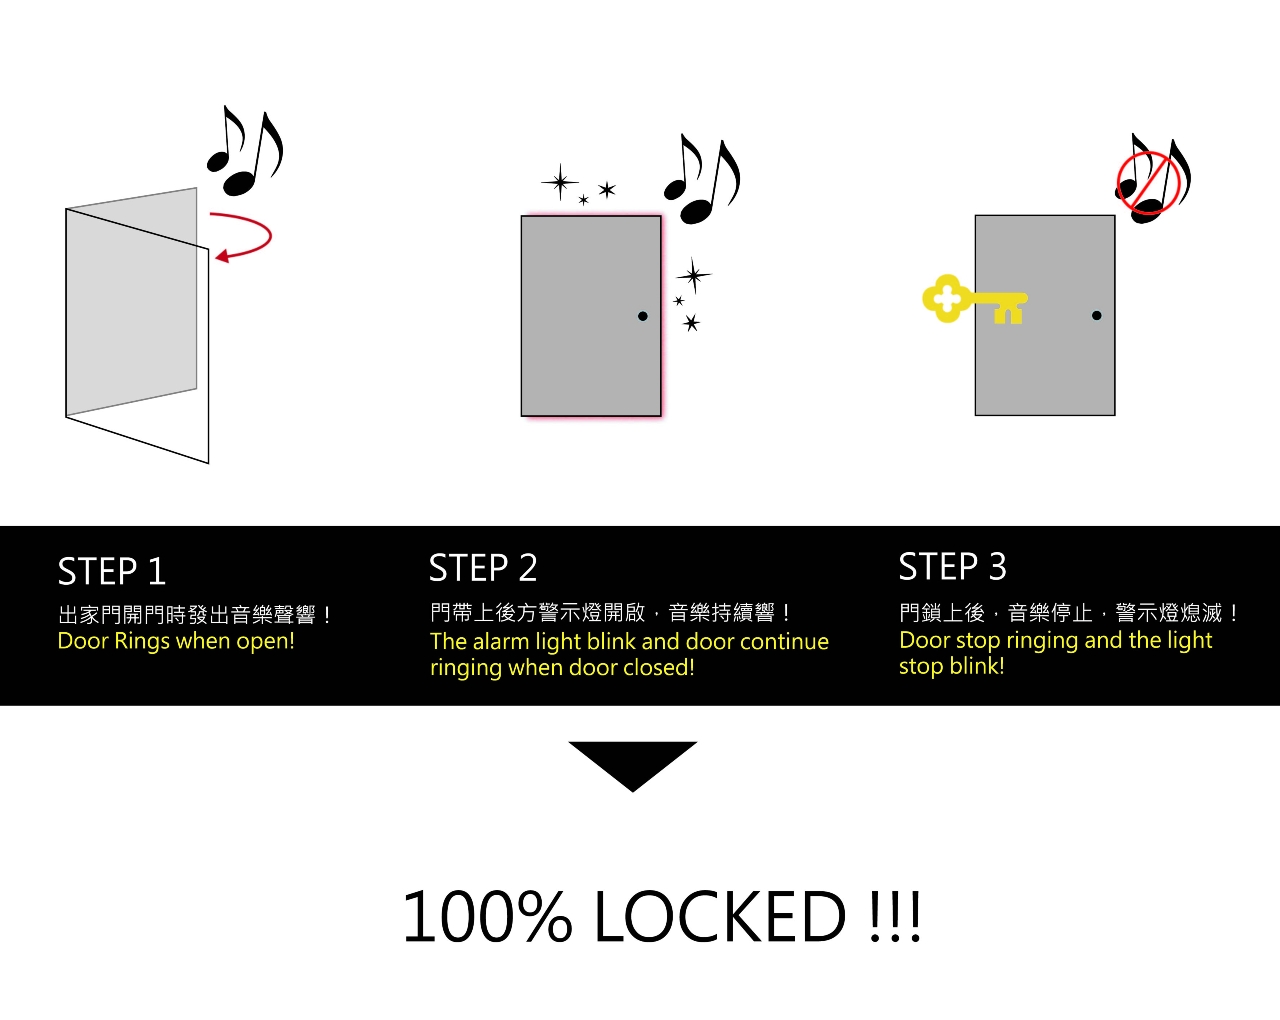 STEP 1
出家門開門時發出音樂聲響！
Door Rings when open!
STEP 2
門帶上後方警示燈開啟，音樂持續響！
The alarm light blink and door continue
ringing when door closed!
STEP 3
門鎖上後，音樂停止，警示燈熄滅！
Door stop ringing and the light
stop blink!
100% LOCKED !!!